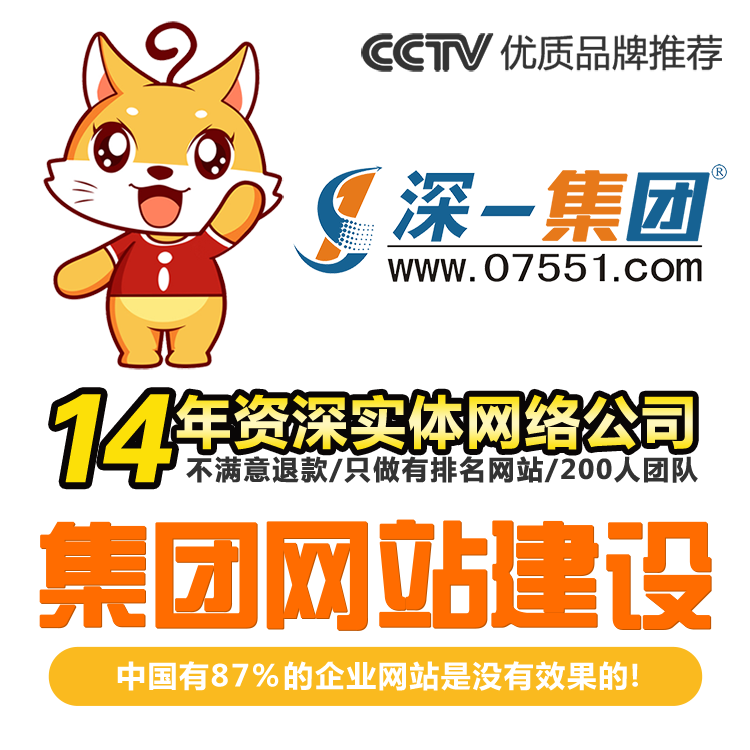 CCTV 优质品牌推荐
深一集团®
www.07551.com
14年资深实体网络公司
不满意退款/只做有排名网站/200人团队
集团网站建设
中国有87%的企业网站是没有效果的!